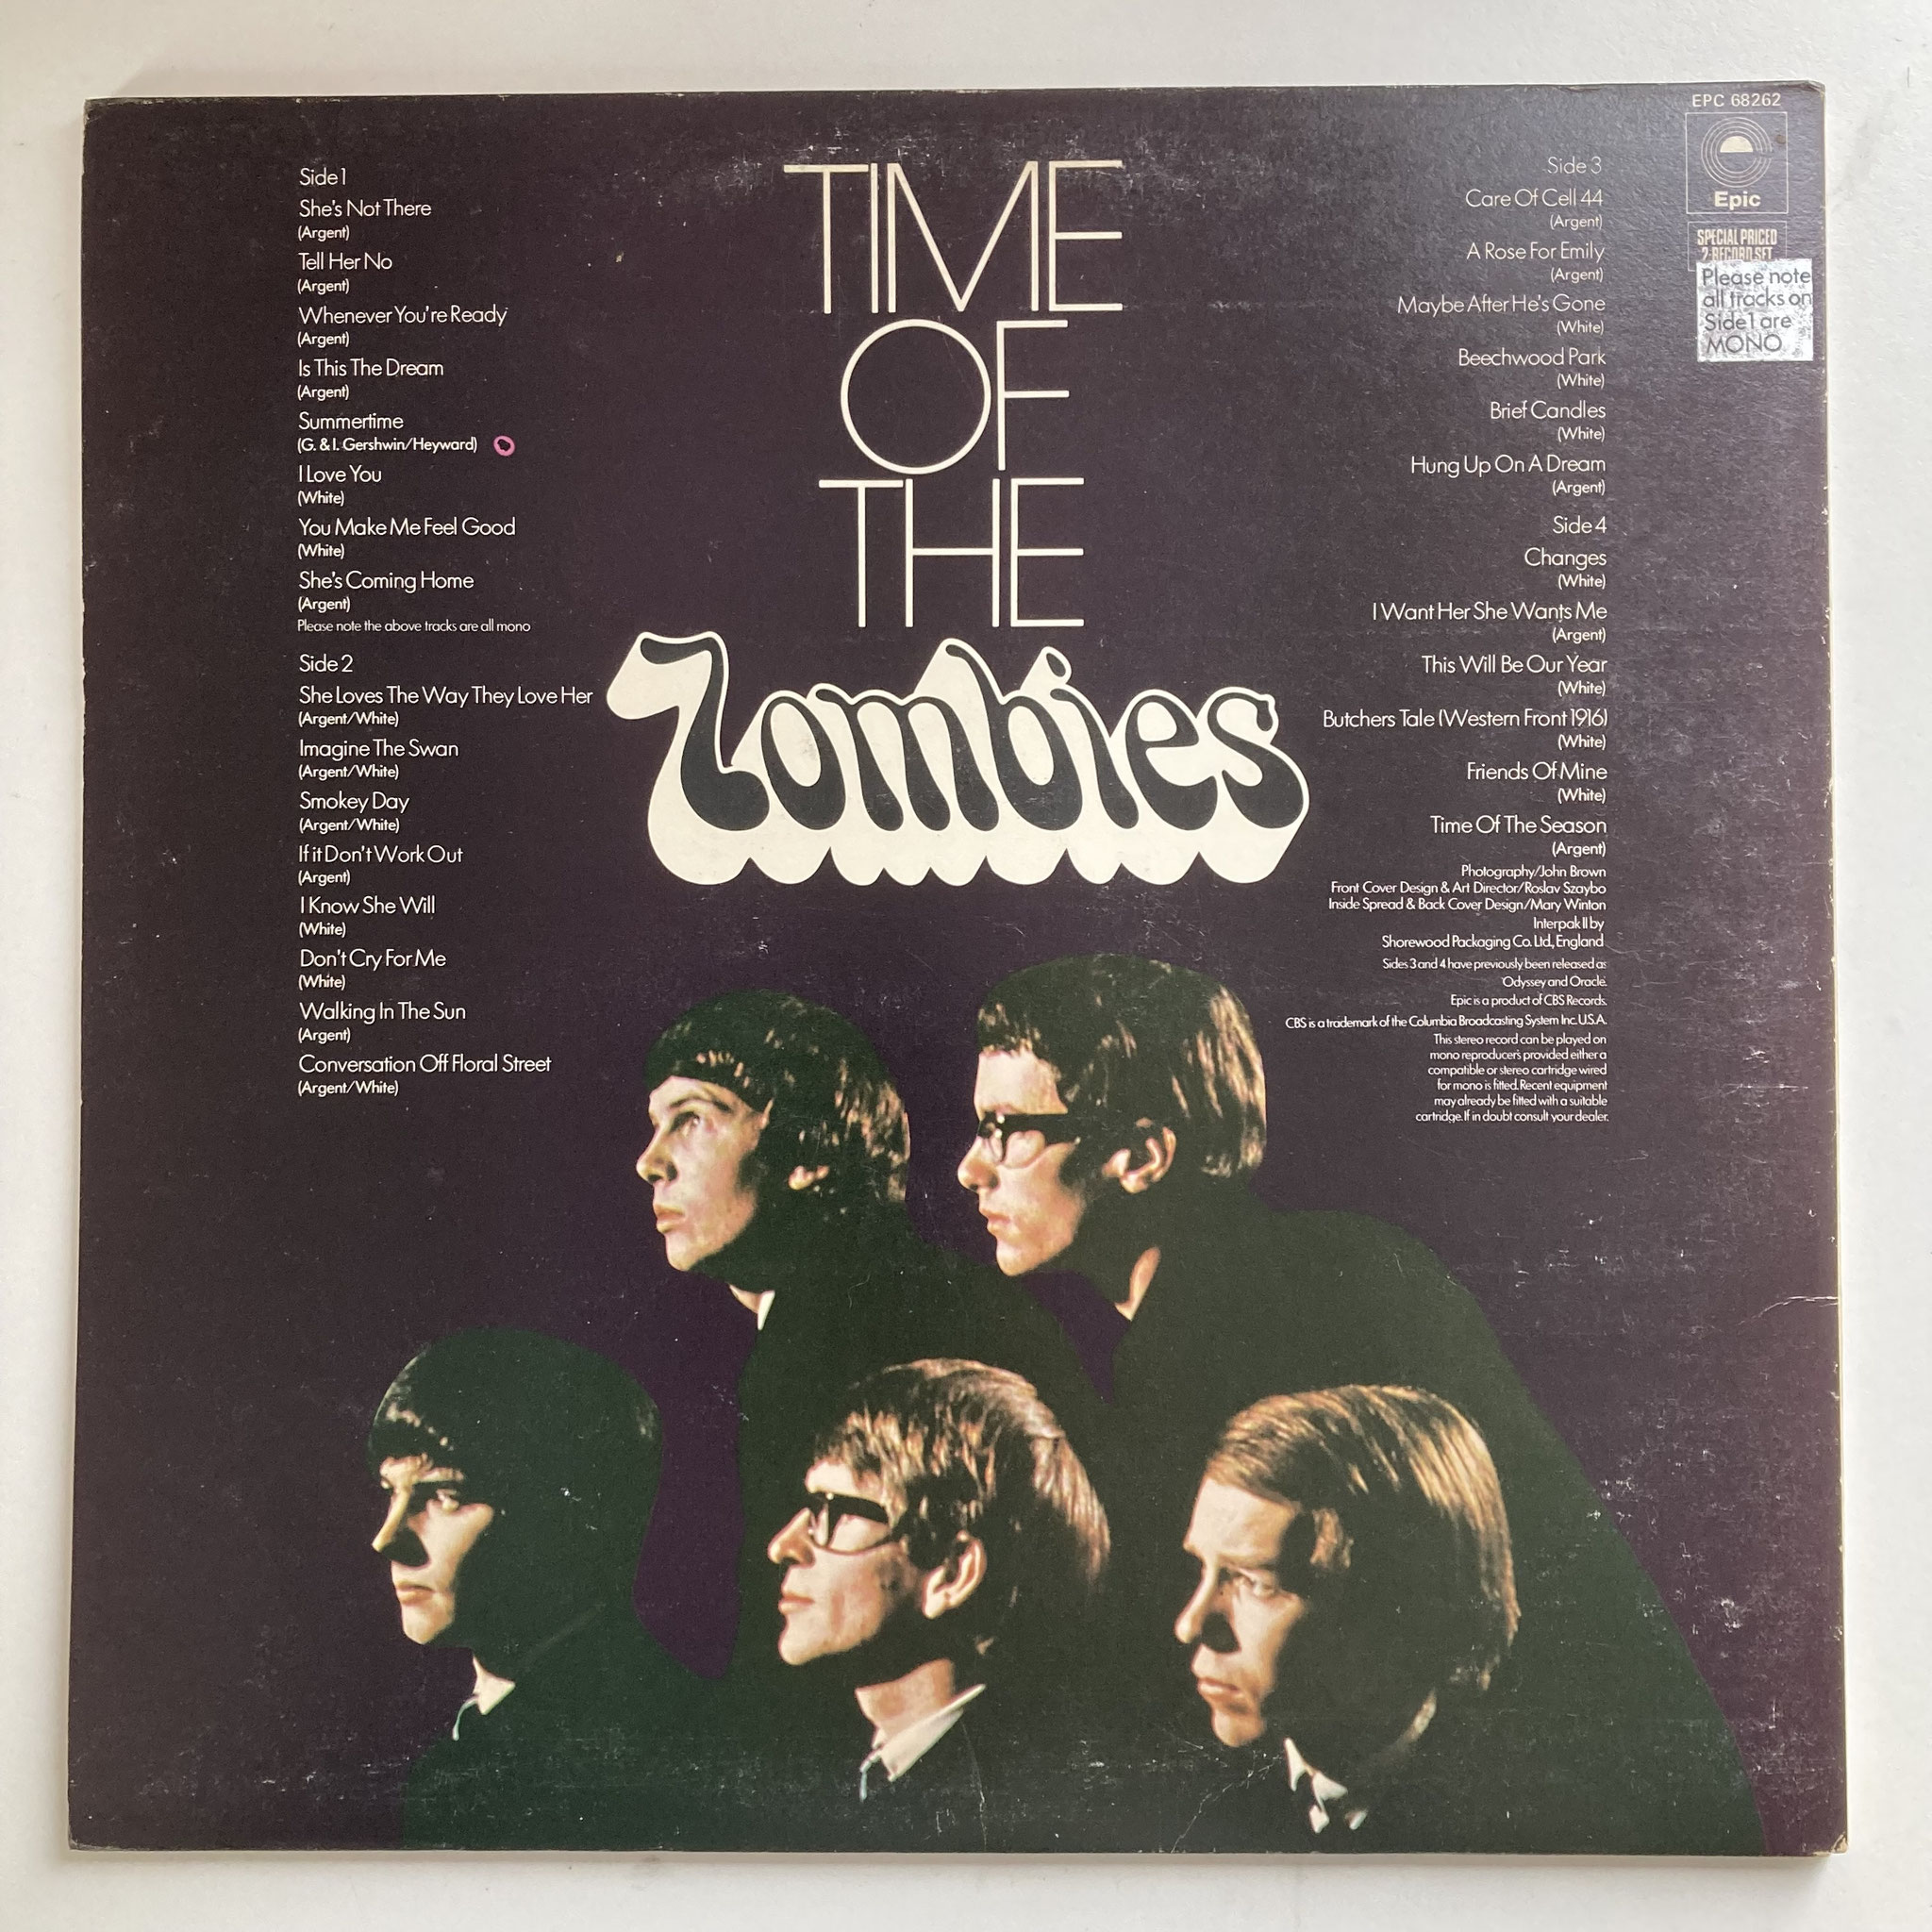 EPC 68262
Epic
SPECIAL PRICED
2-RECORD SET
Please note
all tracks on
Side 1 are
MONO
TIME
OF
THE
Zombies
Side 1
She's Not There
(Argent)
Tell Her No
(Argent)
Whenever You're Ready
(Argent)
Is This The Dream
(Argent)
Summertime
(G. & I. Gershwin/Heyward)
I Love You
(White)
You Make Me Feel Good
(White)
She's Coming Home
(Argent)
Please note the above tracks are all mono
Side 2
She Loves The Way They Love Her
(Argent/White)
Imagine The Swan
(Argent/White)
Smokey Day
(Argent/White)
If it Don't Work Out
(Argent)
I Know She Will
(White)
Don't Cry For Me
(White)
Walking In The Sun
(Argent)
Conversation Off Floral Street
(Argent/White)
Side 3
Care Of Cell 44
(Argent)
A Rose For Emily
(Argent)
Maybe After He's Gone
(White)
Beechwood Park
(White)
Brief Candles
(White)
Hung Up On A Dream
(Argent)
Side 4
Changes
(White)
I Want Her She Wants Me
(Argent)
This Will Be Our Year
(White)
Butchers Tale (Western Front 1916)
(White)
Friends Of Mine
(White)
Time Of The Season
(Argent)
Photography/John Brown
Front Cover Design & Art Director/Roslav Szaybo
Inside Spread & Back Cover Design/Mary Winton
Interpak II by
Shorewood Packaging Co. Ltd., England
Sides 3 and 4 have previously been released as
'Odyssey and Oracle'.
Epic is a product of CBS Records.
CBS is a trademark of the Columbia Broadcasting System Inc. U.S.A.
This stereo record can be played on
mono reproducers provided either a
compatible or stereo cartridge wired
for mono is fitted. Recent equipment
may already be fitted with a suitable
cartridge. If in doubt consult your dealer.